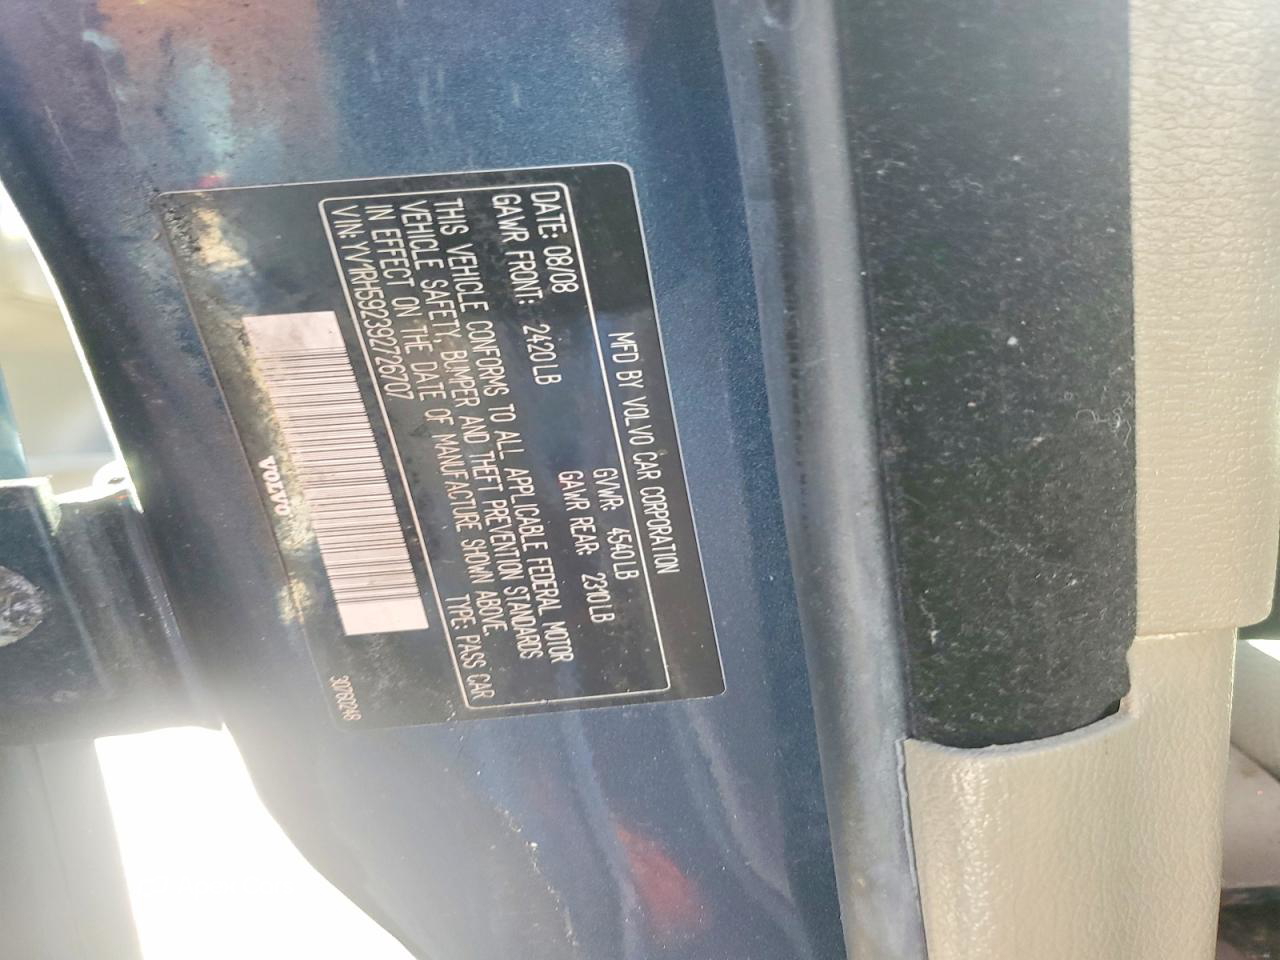 MFD BY VOLVO CAR CORPORATION
DATE: 08/08 GVWR: 4540 LB
GAWR FRONT: 2420 LB GAWR REAR: 2310 LB
THIS VEHICLE CONFORMS TO ALL APPLICABLE FEDERAL MOTOR
VEHICLE SAFETY, BUMPER AND THEFT PREVENTION STANDARDS
IN EFFECT ON THE DATE OF MANUFACTURE SHOWN ABOVE.
VIN: YV1RH592392726707 TYPE: PASS CAR
VOLVO
30760248